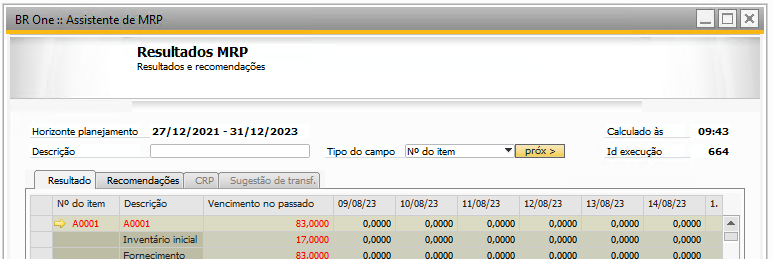 BR One :: Assistente de MRP
Resultados MRP
Resultados e recomendações
Horizonte planejamento 27/12/2021 - 31/12/2023 Calculado às 09:43
Descrição Tipo do campo Nº do item próx > Id execução 664
Resultado Recomendações CRP Sugestão de transf.
Nº do item Descrição Vencimento no passado 09/08/23 10/08/23 11/08/23 12/08/23 13/08/23 14/08/23 1.
A0001 A0001 83,0000 0,0000 0,0000 0,0000 0,0000 0,0000 0,0000
Inventário inicial 17,0000 0,0000 0,0000 0,0000 0,0000 0,0000 0,0000
Fornecimento 83,0000 0,0000 0,0000 0,0000 0,0000 0,0000 0,0000